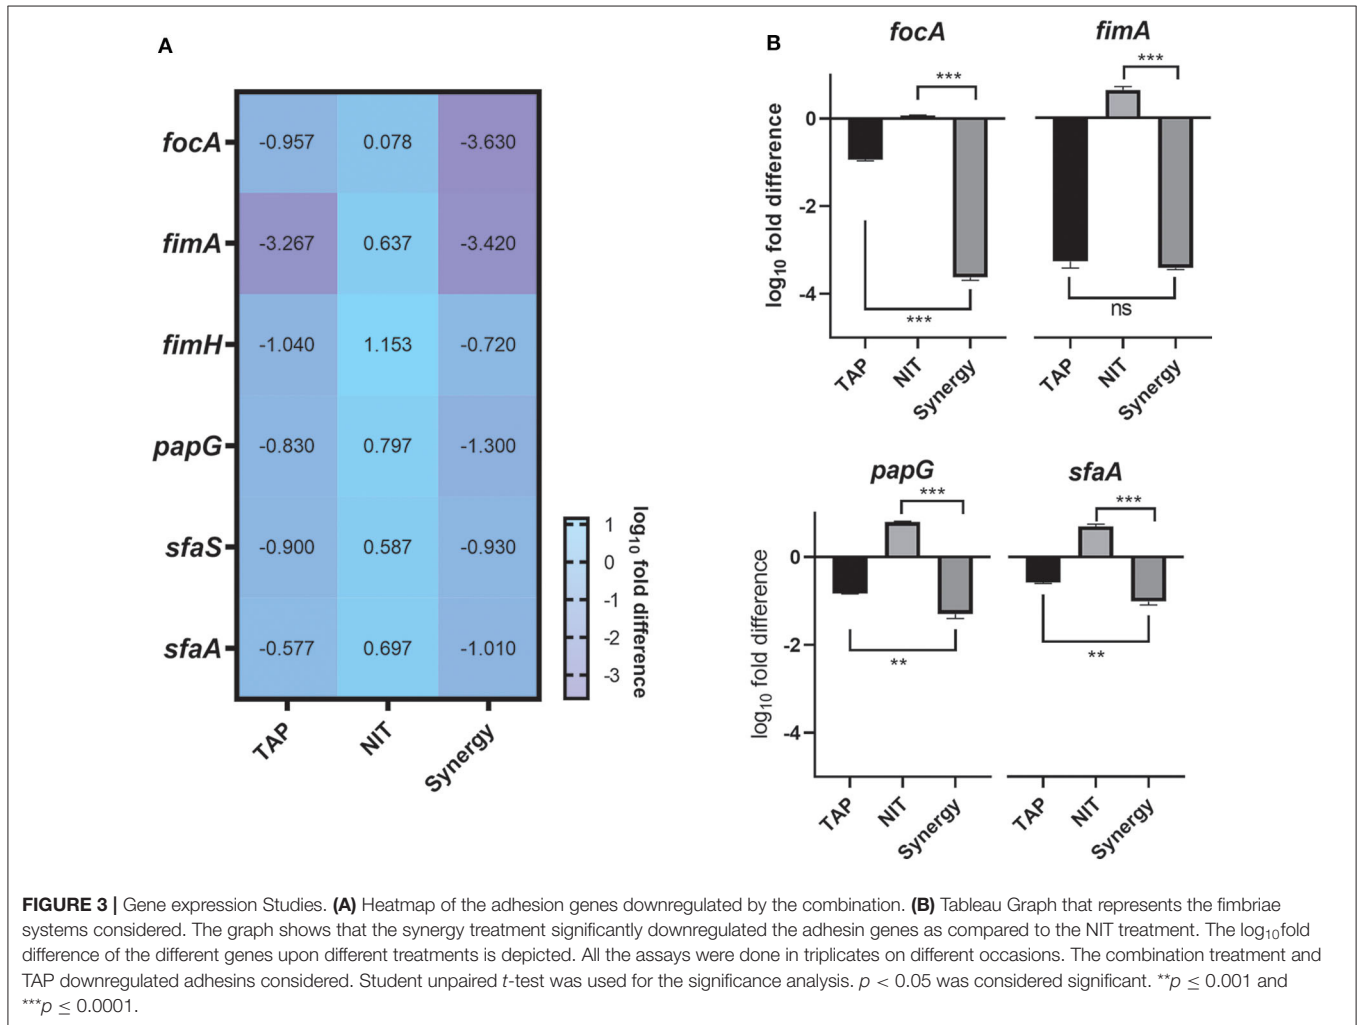 A
focA -0.957 0.078 -3.630
fimA -3.267 0.637 -3.420
fimH -1.040 1.153 -0.720
papG -0.830 0.797 -1.300
sfaS -0.900 0.587 -0.930
sfaA -0.577 0.697 -1.010
TAP NIT Synergy
1
0
-1
-2
-3
log10 fold difference
B
focA
***
0
-2
-4
log10 fold difference
***
TAP NIT Synergy
fimA
***
ns
TAP NIT Synergy
papG
***
0
-2
-4
log10 fold difference
**
TAP NIT Synergy
sfaA
***
**
TAP NIT Synergy
FIGURE 3 | Gene expression Studies. (A) Heatmap of the adhesion genes downregulated by the combination. (B) Tableau Graph that represents the fimbriae
systems considered. The graph shows that the synergy treatment significantly downregulated the adhesin genes as compared to the NIT treatment. The log10fold
difference of the different genes upon different treatments is depicted. All the assays were done in triplicates on different occasions. The combination treatment and
TAP downregulated adhesins considered. Student unpaired t-test was used for the significance analysis. p < 0.05 was considered significant. **p ≤ 0.001 and
***p ≤ 0.0001.